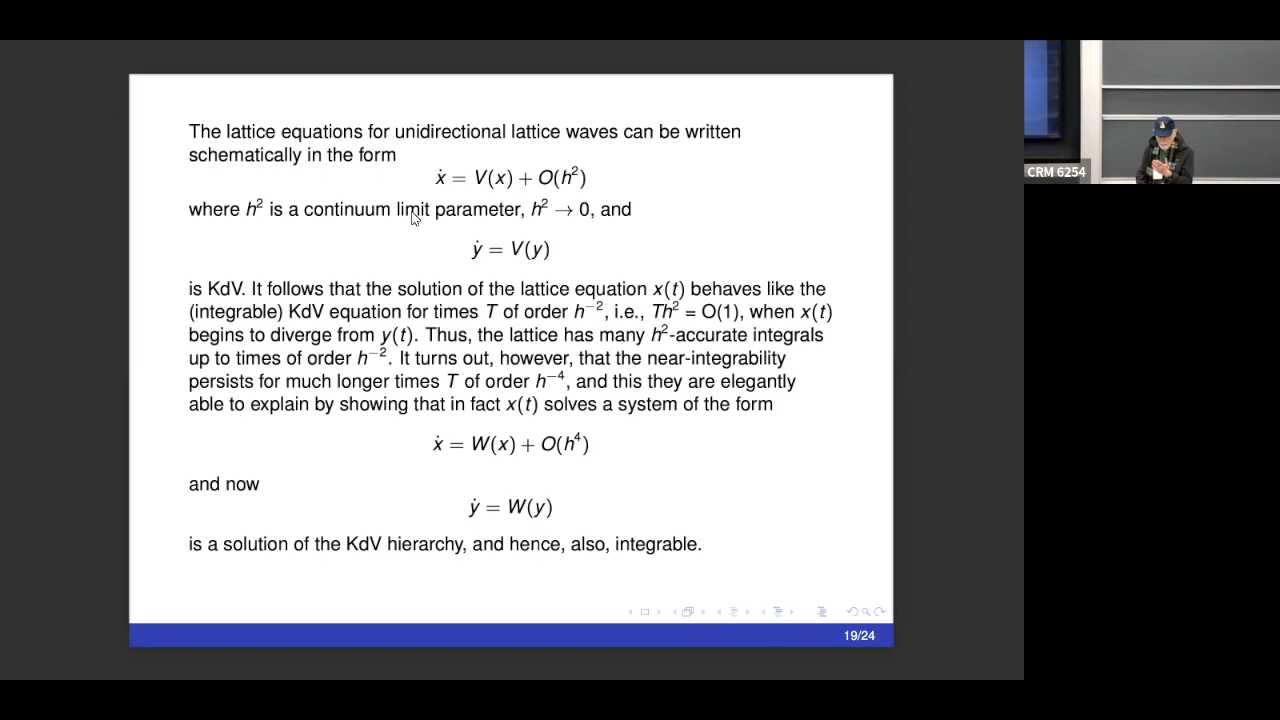 The lattice equations for unidirectional lattice waves can be written
schematically in the form
ẋ = V(x) + O(h²)
where h² is a continuum limit parameter, h² → 0, and
ẏ = V(y)
is KdV. It follows that the solution of the lattice equation x(t) behaves like the
(integrable) KdV equation for times T of order h⁻², i.e., Th² = O(1), when x(t)
begins to diverge from y(t). Thus, the lattice has many h²-accurate integrals
up to times of order h⁻². It turns out, however, that the near-integrability
persists for much longer times T of order h⁻⁴, and this they are elegantly
able to explain by showing that in fact x(t) solves a system of the form
ẋ = W(x) + O(h⁴)
and now
ẏ = W(y)
is a solution of the KdV hierarchy, and hence, also, integrable.
19/24
CRM 6254